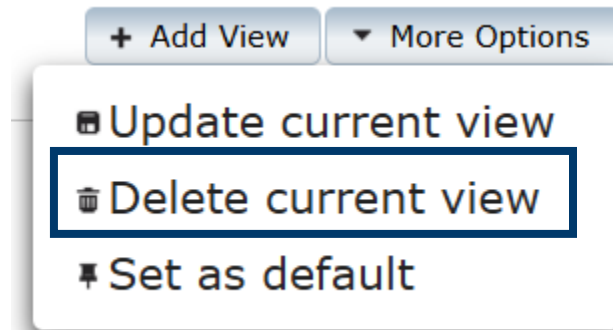 Add View More Options
Update current view
Delete current view
Set as default